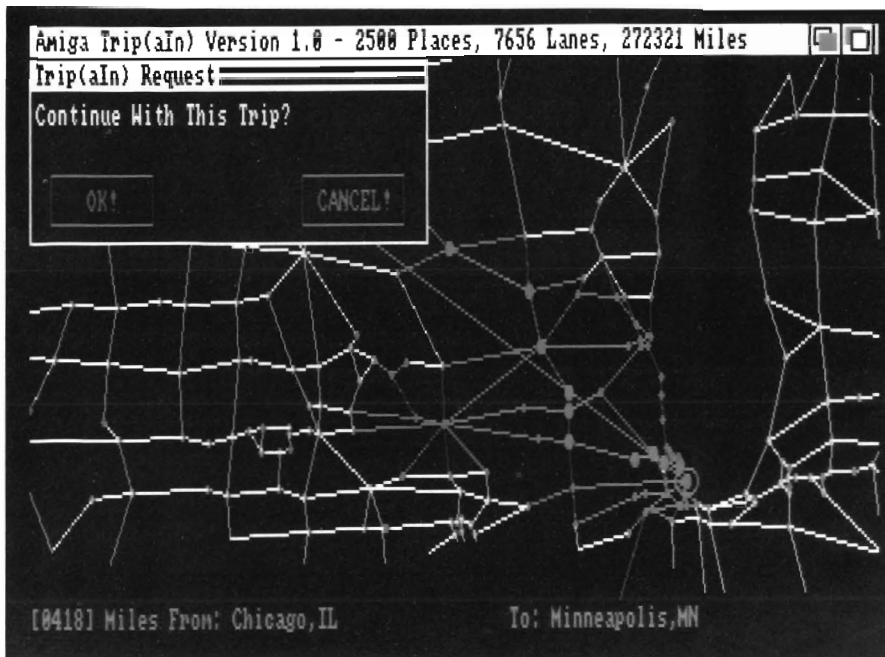 Amiga Trip(aIn) Version 1.0 - 2500 Places, 7656 Lanes, 272321 Miles
Trip(aIn) Request
Continue With This Trip?
OK! CANCEL!
[0418] Miles From: Chicago,IL To: Minneapolis,MN